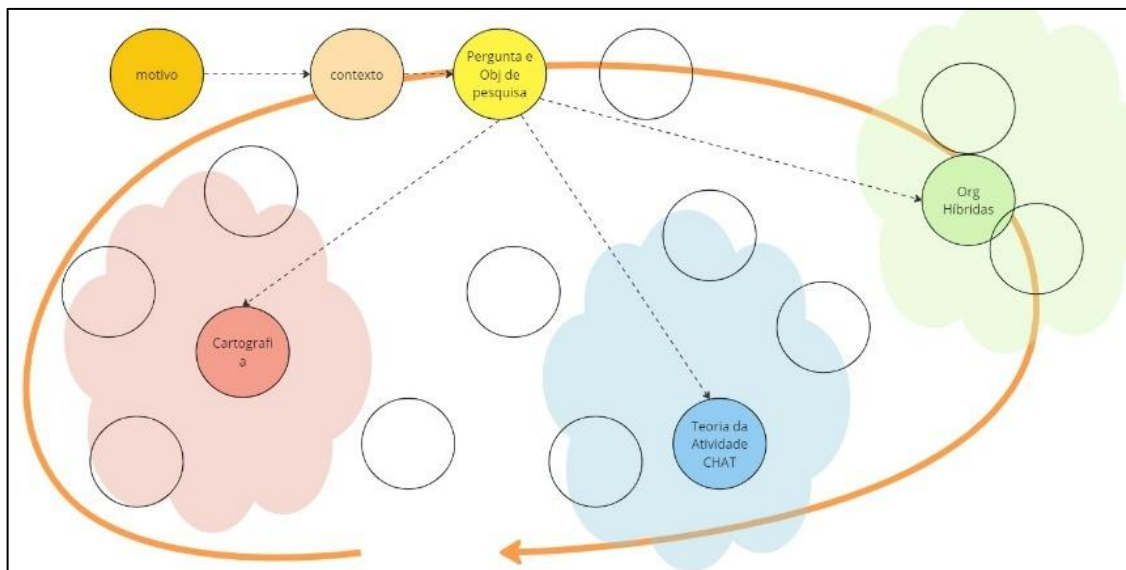 motivo
contexto
Pergunta e
Obj de
pesquisa
Org
Híbridas
Cartografi
a
Teoria da
Atividade
CHAT